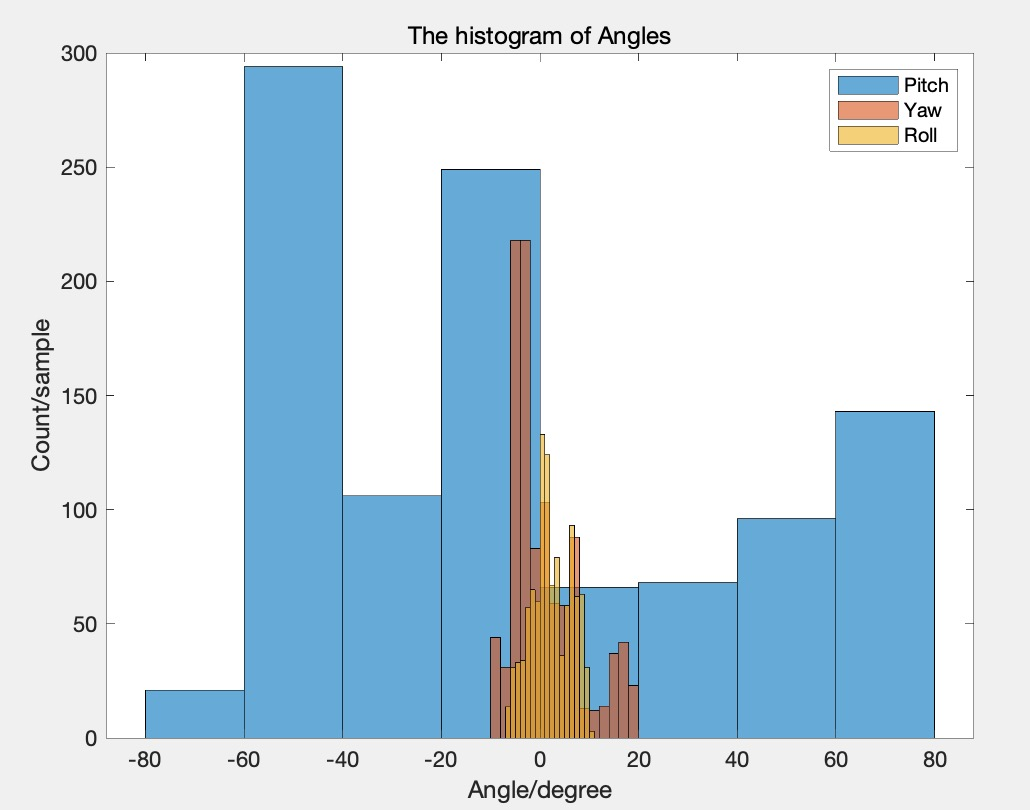 The histogram of Angles
Pitch
Yaw
Roll
300
250
200
150
100
50
0
-80 -60 -40 -20 0 20 40 60 80
Count/sample
Angle/degree